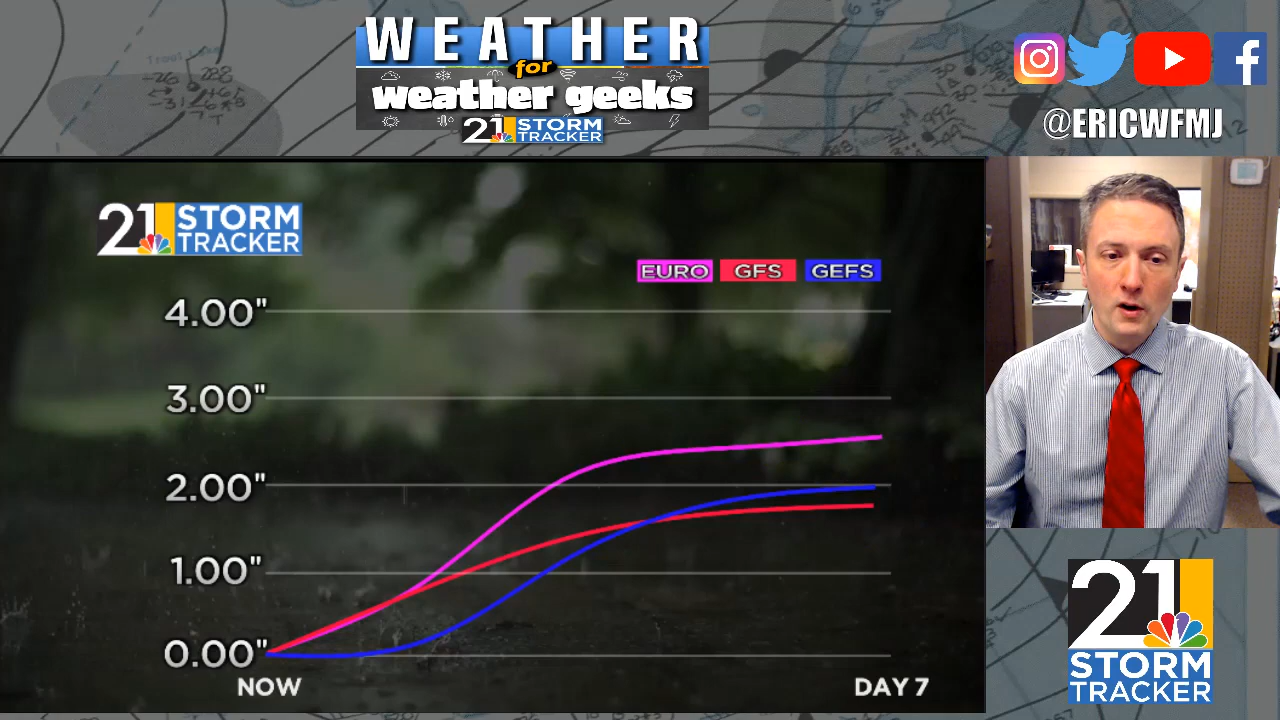 WEATHER
for
weather geeks
21 STORM
TRACKER
@ERICWFMJ
21 STORM
TRACKER
EURO GFS GEFS
4.00"
3.00"
2.00"
1.00"
0.00"
NOW DAY 7
21
STORM
TRACKER